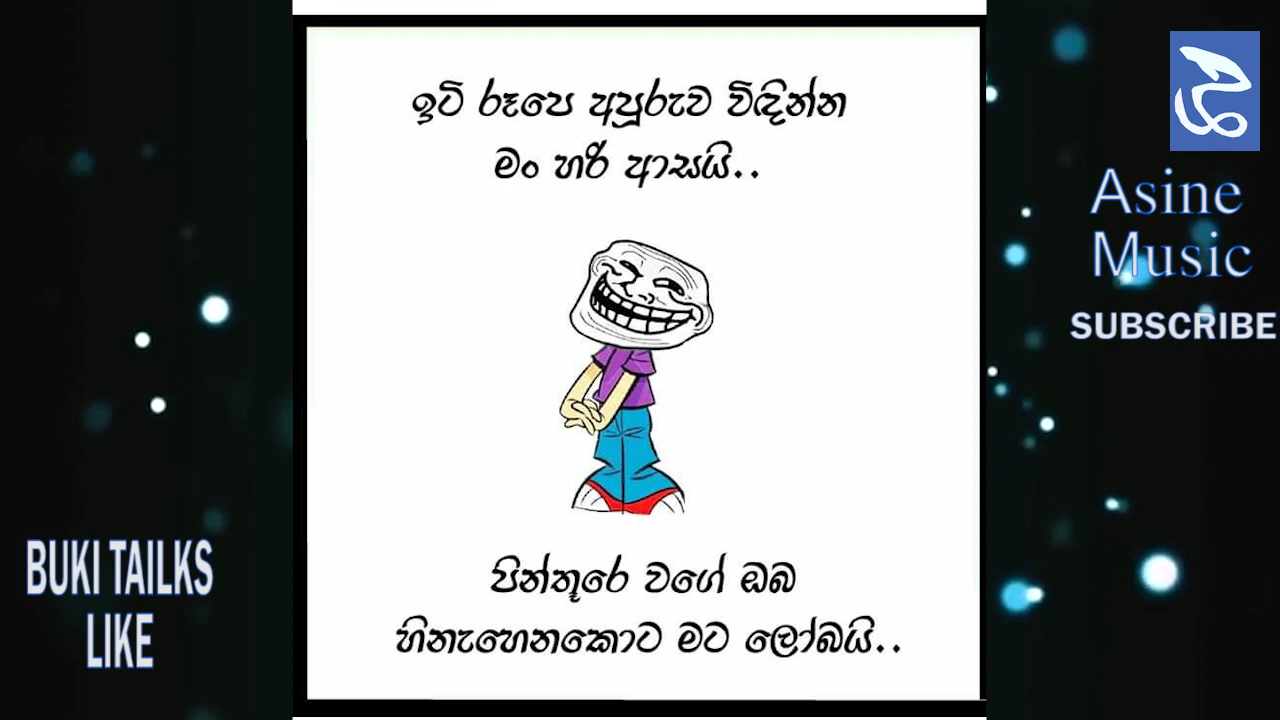 ඉටි රූපෙ අපූරුව විඳින්න
මං හරි ආසයි..
පින්තූරෙ වගේ ඔබ
හිනැහෙනකොට මට ලෝබයි..
Asine
Music
SUBSCRIBE
BUKI TAILKS
LIKE